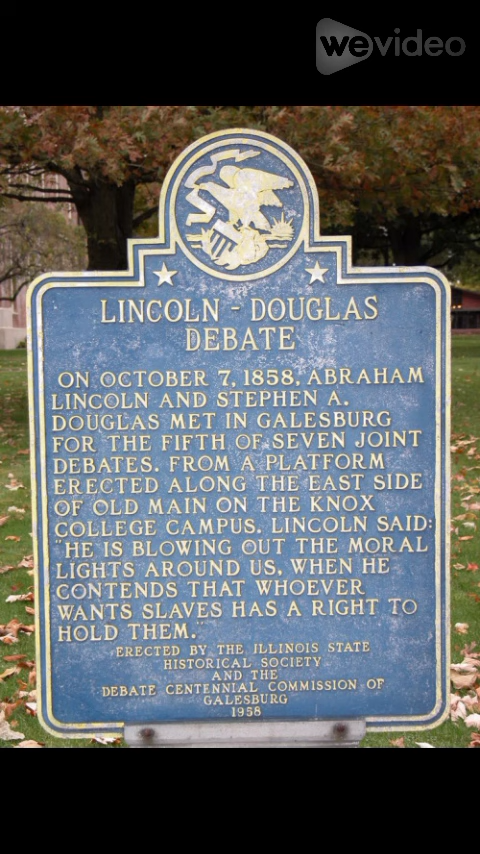 wevideo
LINCOLN - DOUGLAS
DEBATE
ON OCTOBER 7, 1858, ABRAHAM
LINCOLN AND STEPHEN A.
DOUGLAS MET IN GALESBURG
FOR THE FIFTH OF SEVEN JOINT
DEBATES. FROM A PLATFORM
ERECTED ALONG THE EAST SIDE
OF OLD MAIN ON THE KNOX
COLLEGE CAMPUS, LINCOLN SAID:
"HE IS BLOWING OUT THE MORAL
LIGHTS AROUND US, WHEN HE
CONTENDS THAT WHOEVER
WANTS SLAVES HAS A RIGHT TO
HOLD THEM."
ERECTED BY THE ILLINOIS STATE
HISTORICAL SOCIETY
AND THE
DEBATE CENTENNIAL COMMISSION OF
GALESBURG
1958